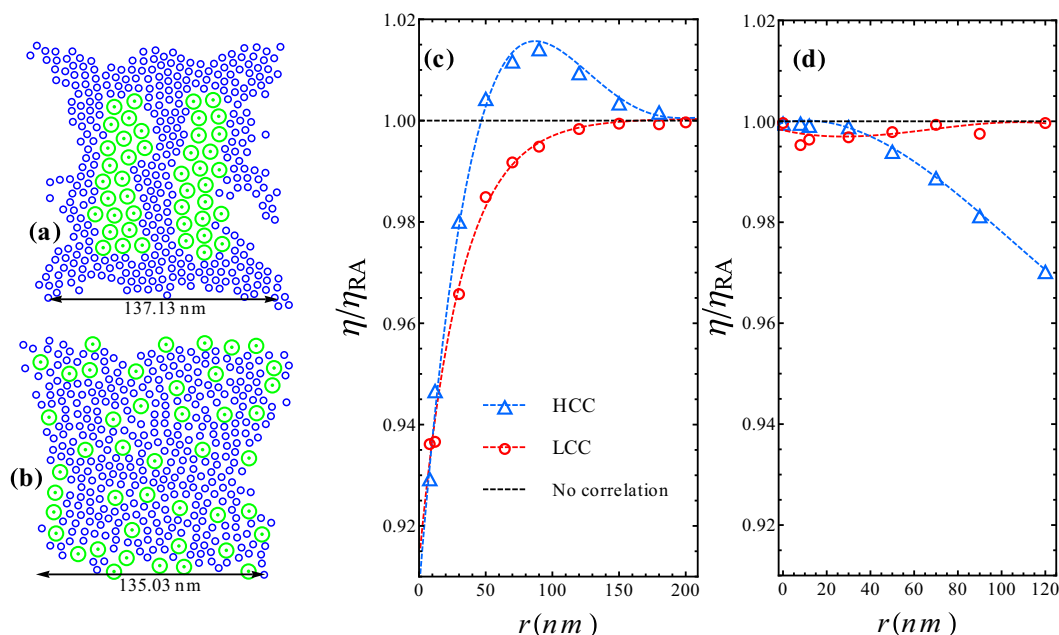 (a)
137.13 nm
(b)
135.03 nm
(c)
1.02
1.00
0.98
0.96
0.94
0.92
η/η_RA
HCC
LCC
No correlation
0 50 100 150 200
r(nm)
(d)
1.02
1.00
0.98
0.96
0.94
0.92
η/η_RA
0 20 40 60 80 100 120
r(nm)